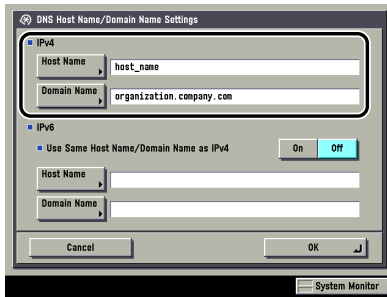 DNS Host Name/Domain Name Settings
IPv4
Host Name
host_name
Domain Name
organization.company.com
IPv6
Use Same Host Name/Domain Name as IPv4
On Off
Host Name
Domain Name
Cancel OK
System Monitor